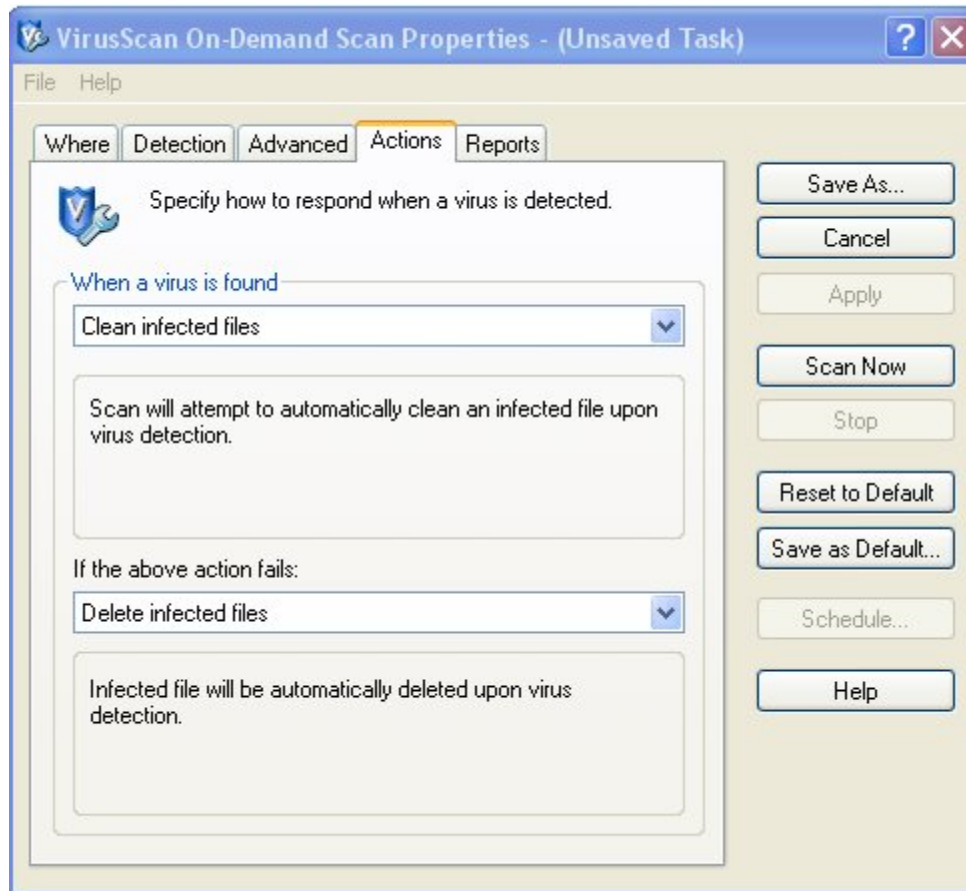 VirusScan On-Demand Scan Properties - (Unsaved Task)
File Help
Where Detection Advanced Actions Reports
Specify how to respond when a virus is detected.
When a virus is found
Clean infected files
Scan will attempt to automatically clean an infected file upon
virus detection.
If the above action fails:
Delete infected files
Infected file will be automatically deleted upon virus
detection.
Save As...
Cancel
Apply
Scan Now
Stop
Reset to Default
Save as Default...
Schedule...
Help